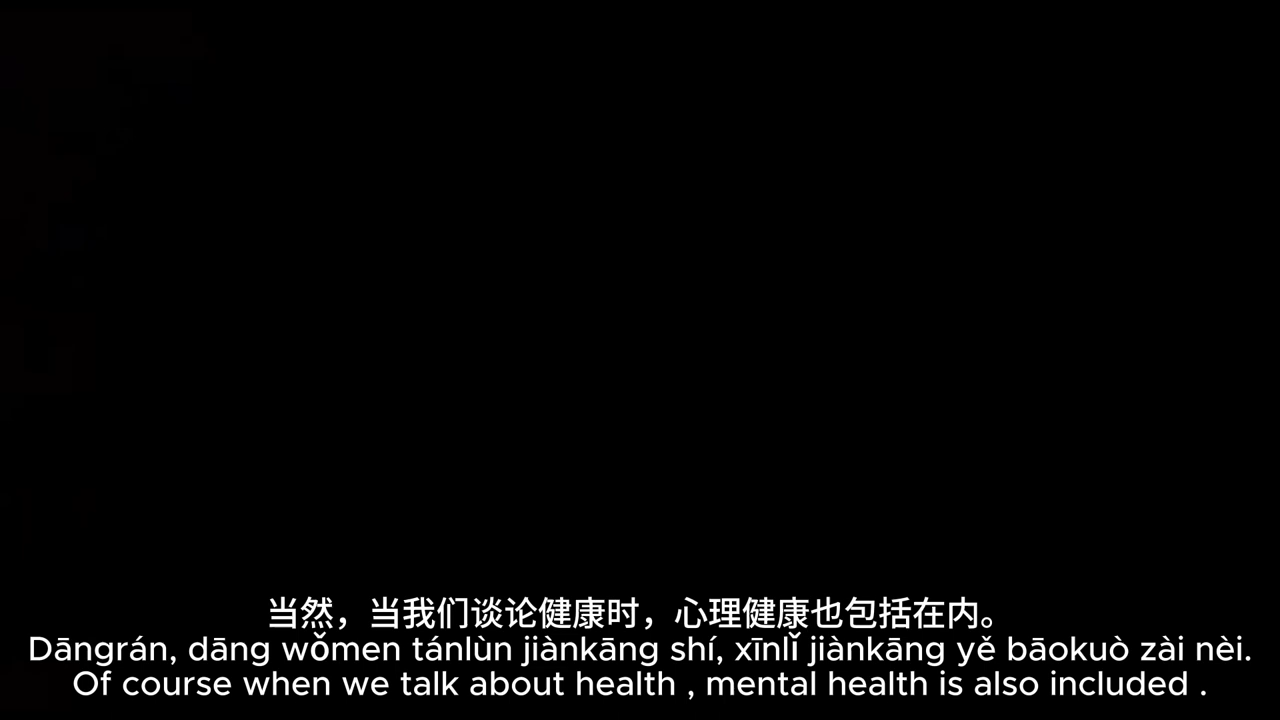 当然，当我们谈论健康时，心理健康也包括在内。
Dāngrán, dāng wǒmen tánlùn jiànkāng shí, xīnlǐ jiànkāng yě bāokuò zài nèi.
Of course when we talk about health , mental health is also included .